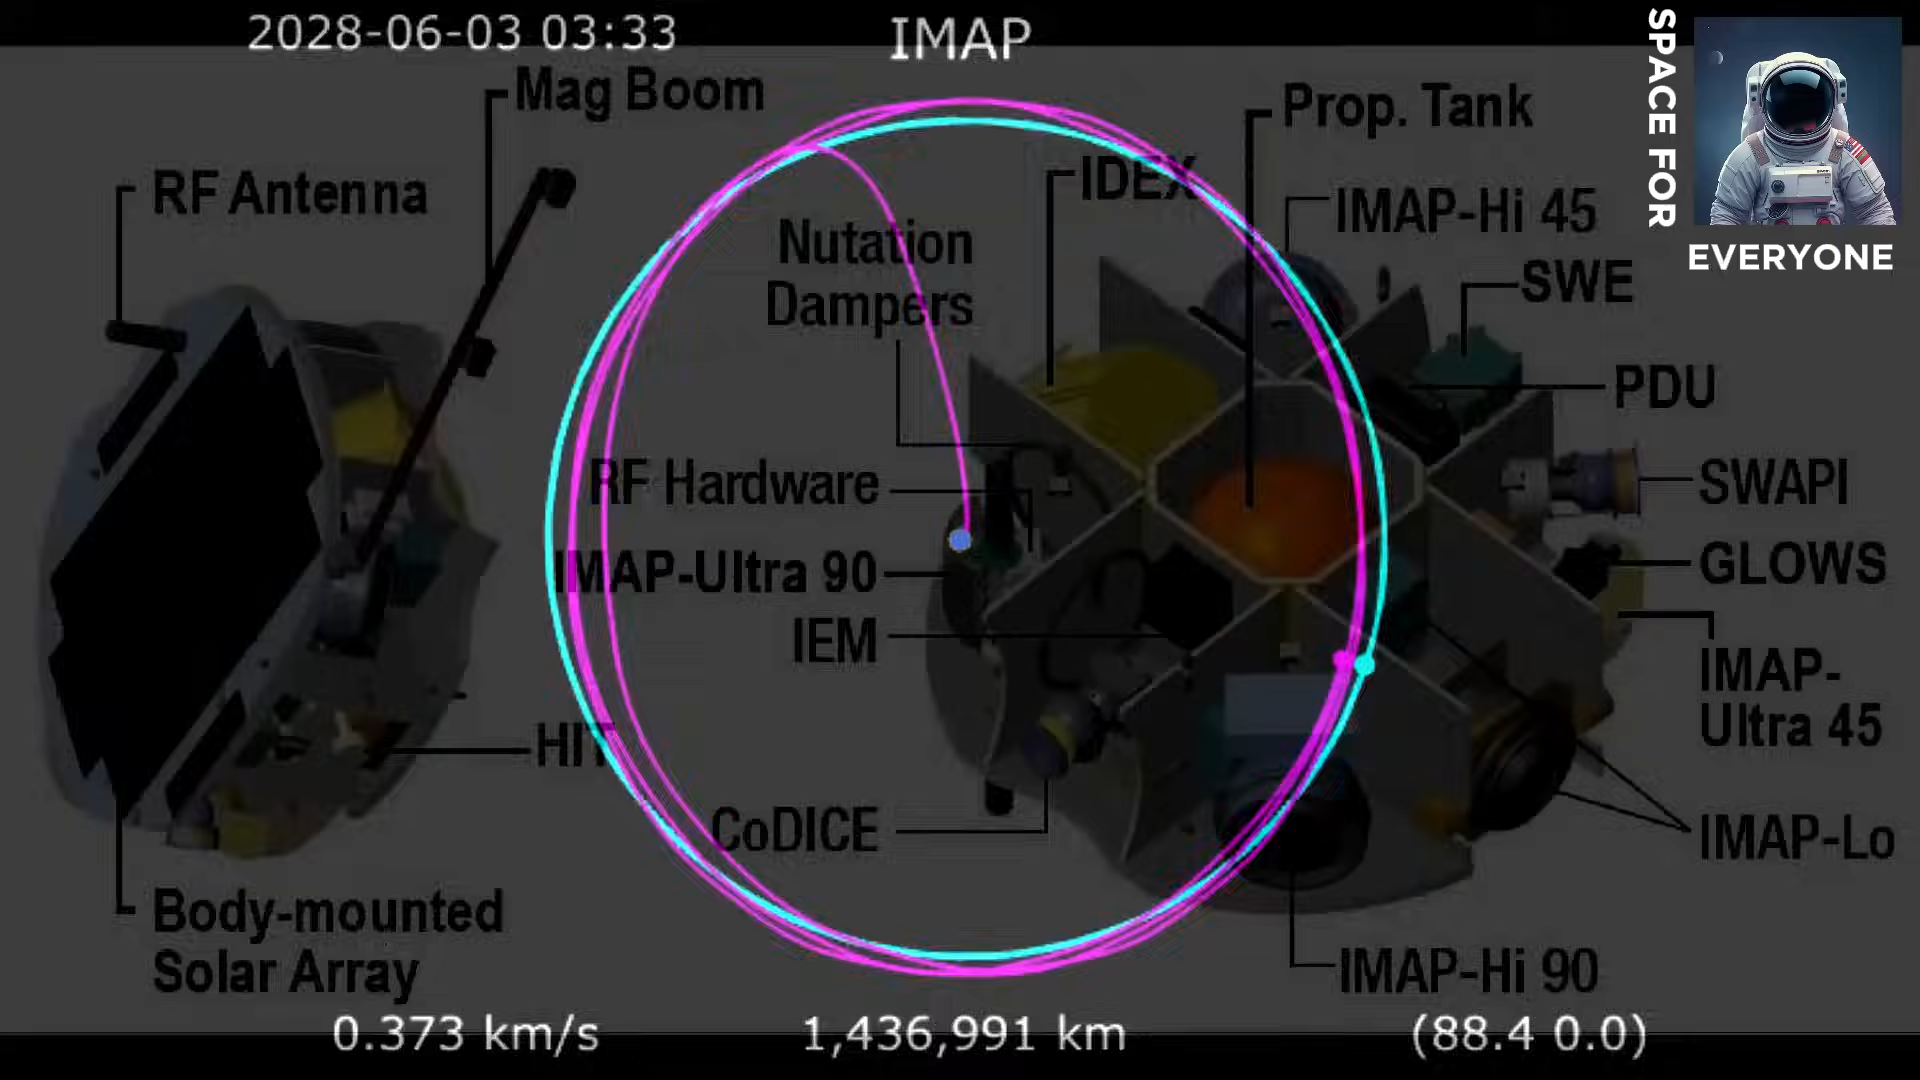 2028-06-03 03:33
IMAP
SPACE FOR
EVERYONE
Mag Boom
RF Antenna
Prop. Tank
IDEX
IMAP-Hi 45
Nutation
Dampers
SWE
PDU
RF Hardware
SWAPI
IMAP-Ultra 90
GLOWS
IEM
IMAP-
Ultra 45
HIT
CoDICE
IMAP-Lo
Body-mounted
Solar Array
IMAP-Hi 90
0.373 km/s
1,436,991 km
(88.4 0.0)